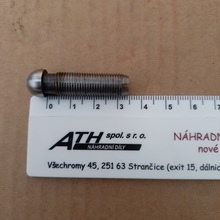 0 1 2 3 4 5 6 7
ATH spol. s r. o.
NÁHRADNÍ DÍLY
NÁHRADN
nové
Všechromy 45, 251 63 Strančice (exit 15, dálnic